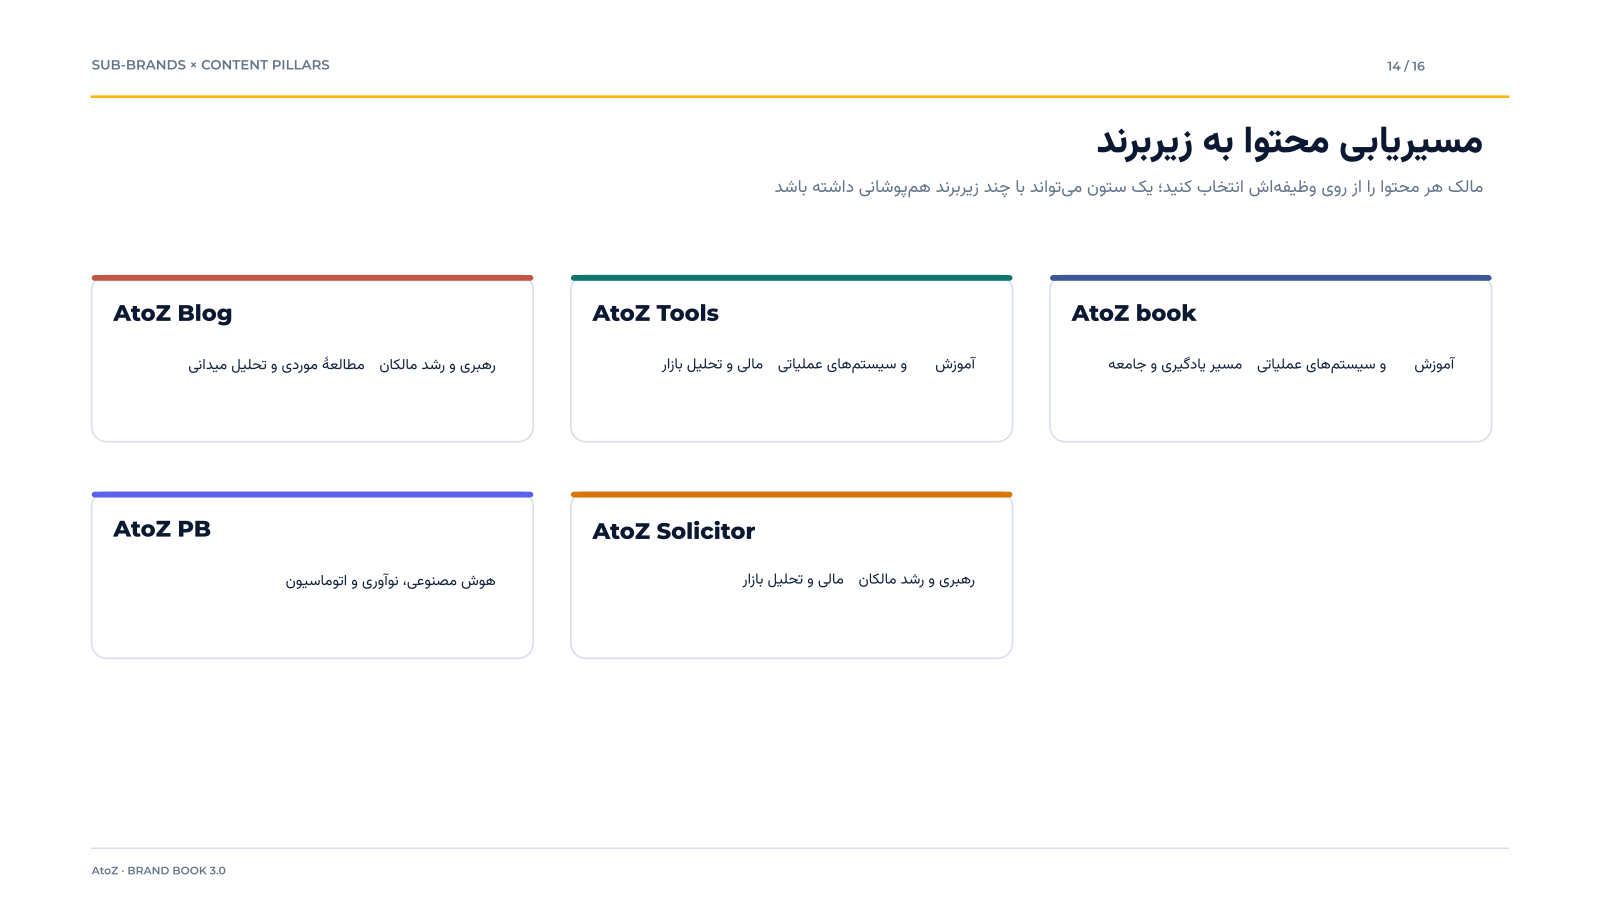 SUB-BRANDS × CONTENT PILLARS
14 / 16
مسیریابی محتوا به زیربرند
مالک هر محتوا را از روی وظیفه‌اش انتخاب کنید؛ یک ستون می‌تواند با چند زیربرند هم‌پوشانی داشته باشد
AtoZ book
آموزش و سیستم‌های عملیاتی مسیر یادگیری و جامعه
AtoZ Tools
آموزش و سیستم‌های عملیاتی مالی و تحلیل بازار
AtoZ Blog
رهبری و رشد مالکان مطالعهٔ موردی و تحلیل میدانی
AtoZ Solicitor
رهبری و رشد مالکان مالی و تحلیل بازار
AtoZ PB
هوش مصنوعی، نوآوری و اتوماسیون
AtoZ · BRAND BOOK 3.0